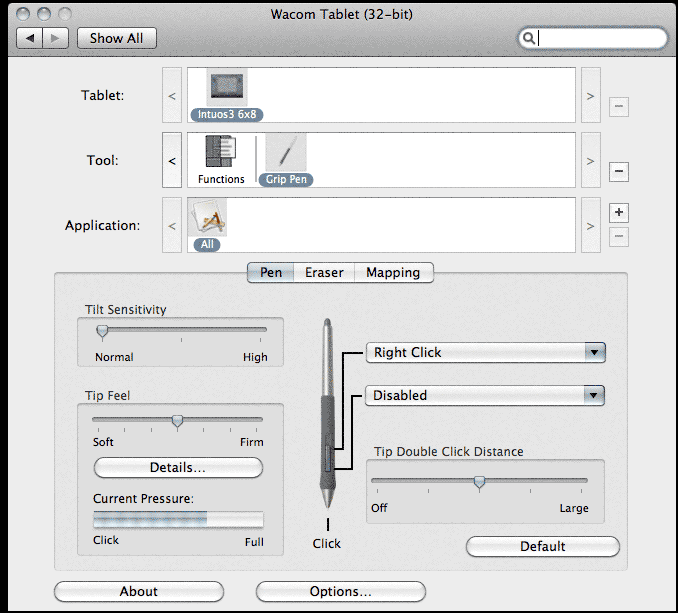 Wacom Tablet (32-bit)
Show All
Tablet:
<
Intuos3 6x8
>
−
Tool:
<
Functions
Grip Pen
>
−
Application:
<
All
>
+
−
Pen
Eraser
Mapping
Tilt Sensitivity
Normal
High
Right Click
Disabled
Tip Feel
Soft
Firm
Details...
Current Pressure:
Click
Full
Tip Double Click Distance
Off
Large
Click
Default
About
Options...